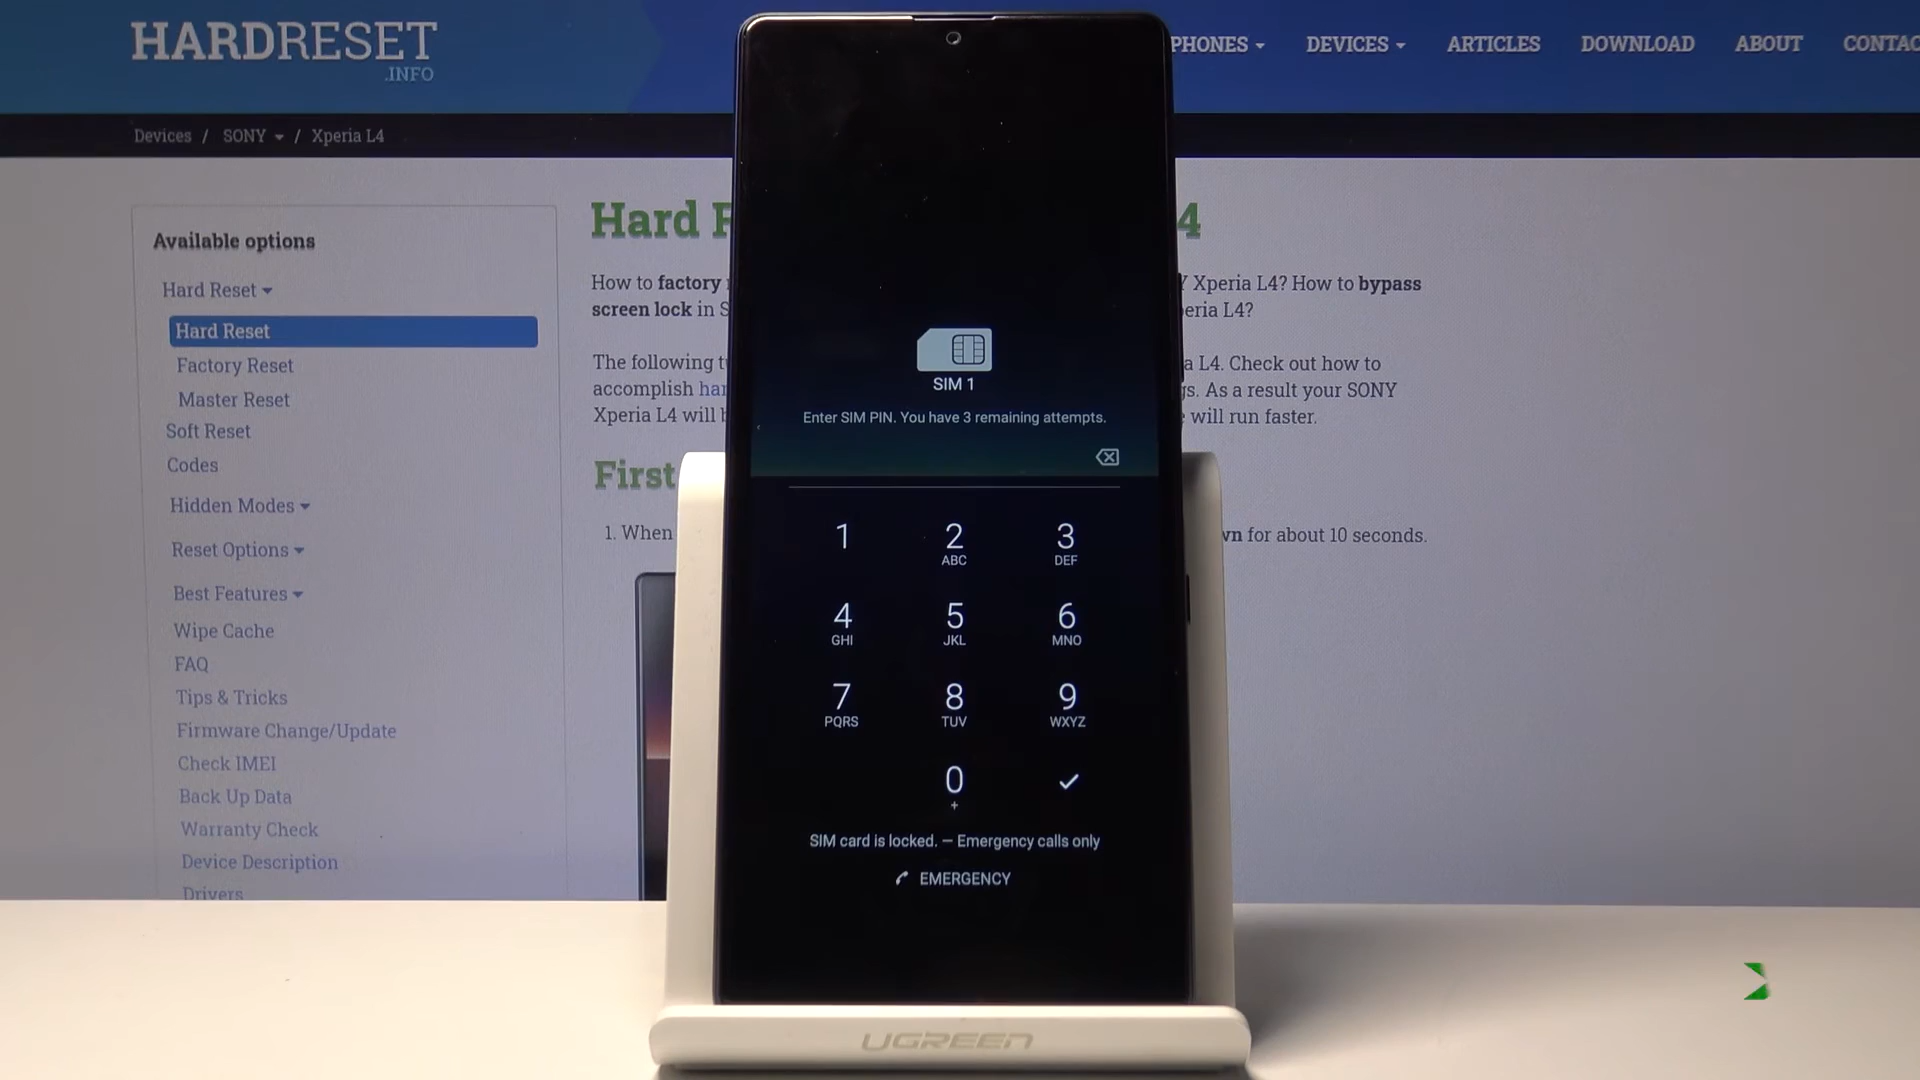 HARDRESET
.INFO
PHONES
DEVICES
ARTICLES
DOWNLOAD
ABOUT
CONTAC
Devices / SONY / Xperia L4
Available options
Hard Reset
Hard Reset
Factory Reset
Master Reset
Soft Reset
Codes
Hidden Modes
Reset Options
Best Features
Wipe Cache
FAQ
Tips & Tricks
Firmware Change/Update
Check IMEI
Back Up Data
Warranty Check
Device Description
Drivers
Hard 4
How to factory Xperia L4? How to bypass
screen lock in eria L4?
The following a L4. Check out how to
accomplish As a result your SONY
Xperia L4 will will run faster.
First
1. When for about 10 seconds.
SIM 1
Enter SIM PIN. You have 3 remaining attempts.
1
2
ABC
3
DEF
4
GHI
5
JKL
6
MNO
7
PQRS
8
TUV
9
WXYZ
0
+
SIM card is locked. — Emergency calls only
EMERGENCY
UGREEN